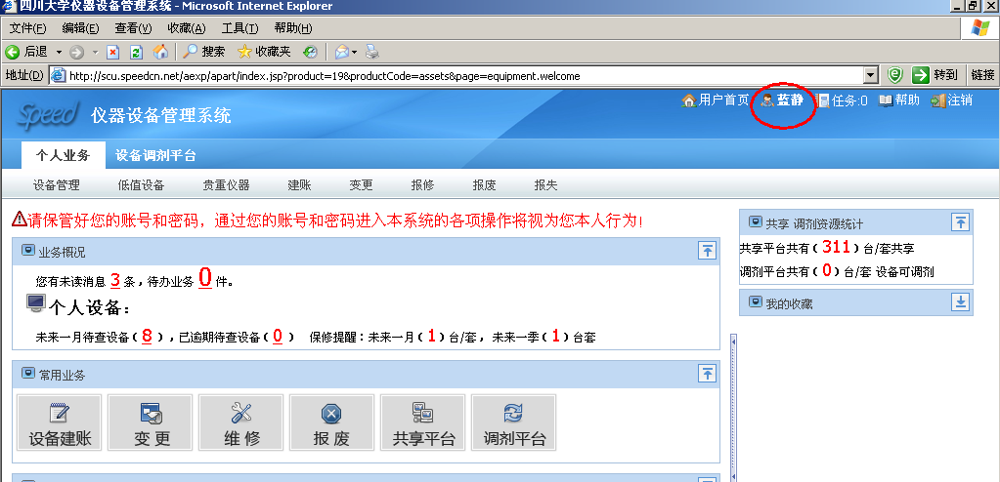 四川大学仪器设备管理系统 - Microsoft Internet Explorer
文件(F) 编辑(E) 查看(V) 收藏(A) 工具(T) 帮助(H)
后退 搜索 收藏夹
地址(D) http://scu.speedcn.net/aexp/apart/index.jsp?product=19&productCode=assets&page=equipment.welcome 转到 链接
用户首页 蓝静 任务:0 帮助 注销
Speed 仪器设备管理系统
个人业务 设备调剂平台
设备管理 低值设备 贵重仪器 建账 变更 报修 报废 报失
请保管好您的账号和密码，通过您的账号和密码进入本系统的各项操作将视为您本人行为!
业务概况
您有未读消息 3 条，待办业务 0 件。
个人设备：
未来一月待查设备( 8 )，已逾期待查设备( 0 ) 保修提醒：未来一月( 1 )台/套，未来一季( 1 )台套
常用业务
设备建账 变更 维修 报废 共享平台 调剂平台
共享 调剂资源统计
共享平台共有( 311 )台/套共享
调剂平台共有( 0 )台/套 设备可调剂
我的收藏